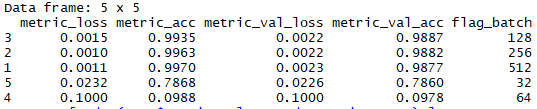 Data frame: 5 x 5
metric_loss metric_acc metric_val_loss metric_val_acc flag_batch
3 0.0015 0.9935 0.0022 0.9887 128
2 0.0010 0.9963 0.0022 0.9882 256
1 0.0011 0.9970 0.0023 0.9877 512
5 0.0232 0.7868 0.0226 0.7860 32
4 0.1000 0.0988 0.1000 0.0978 64